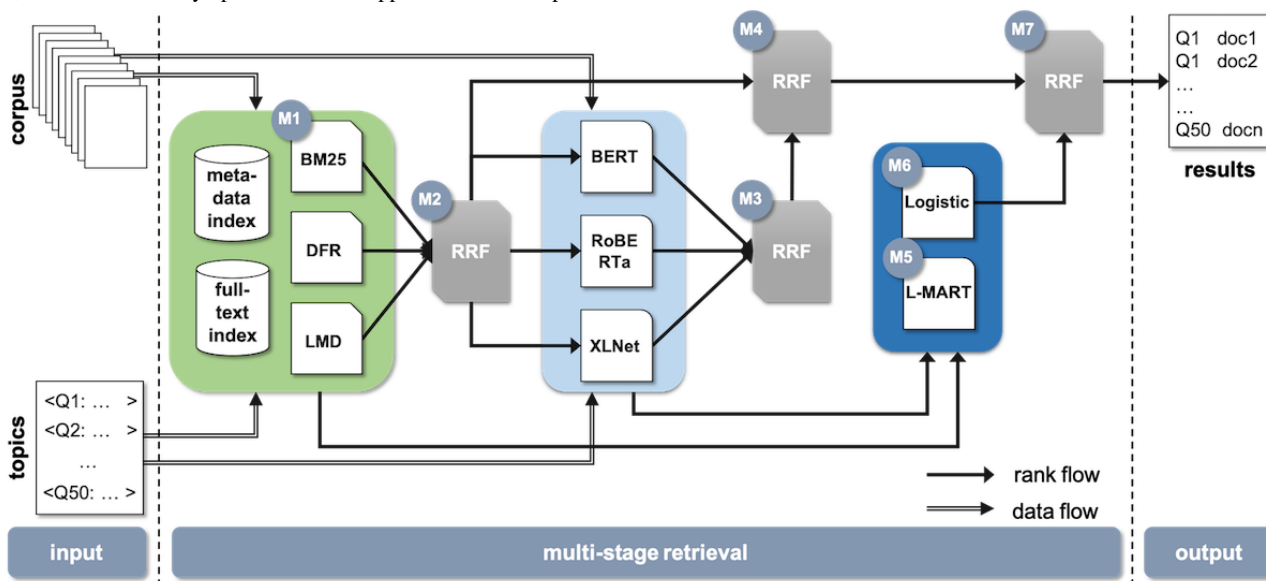 corpus
topics
<Q1: … >
<Q2: … >
…
<Q50: … >
input
meta-
data
index
full-
text
index
M1
BM25
DFR
LMD
M2
RRF
BERT
RoBE
RTa
XLNet
M3
RRF
M4
RRF
M6
Logistic
M5
L-MART
M7
RRF
rank flow
data flow
multi-stage retrieval
Q1 doc1
Q1 doc2
…
…
Q50 docn
results
output